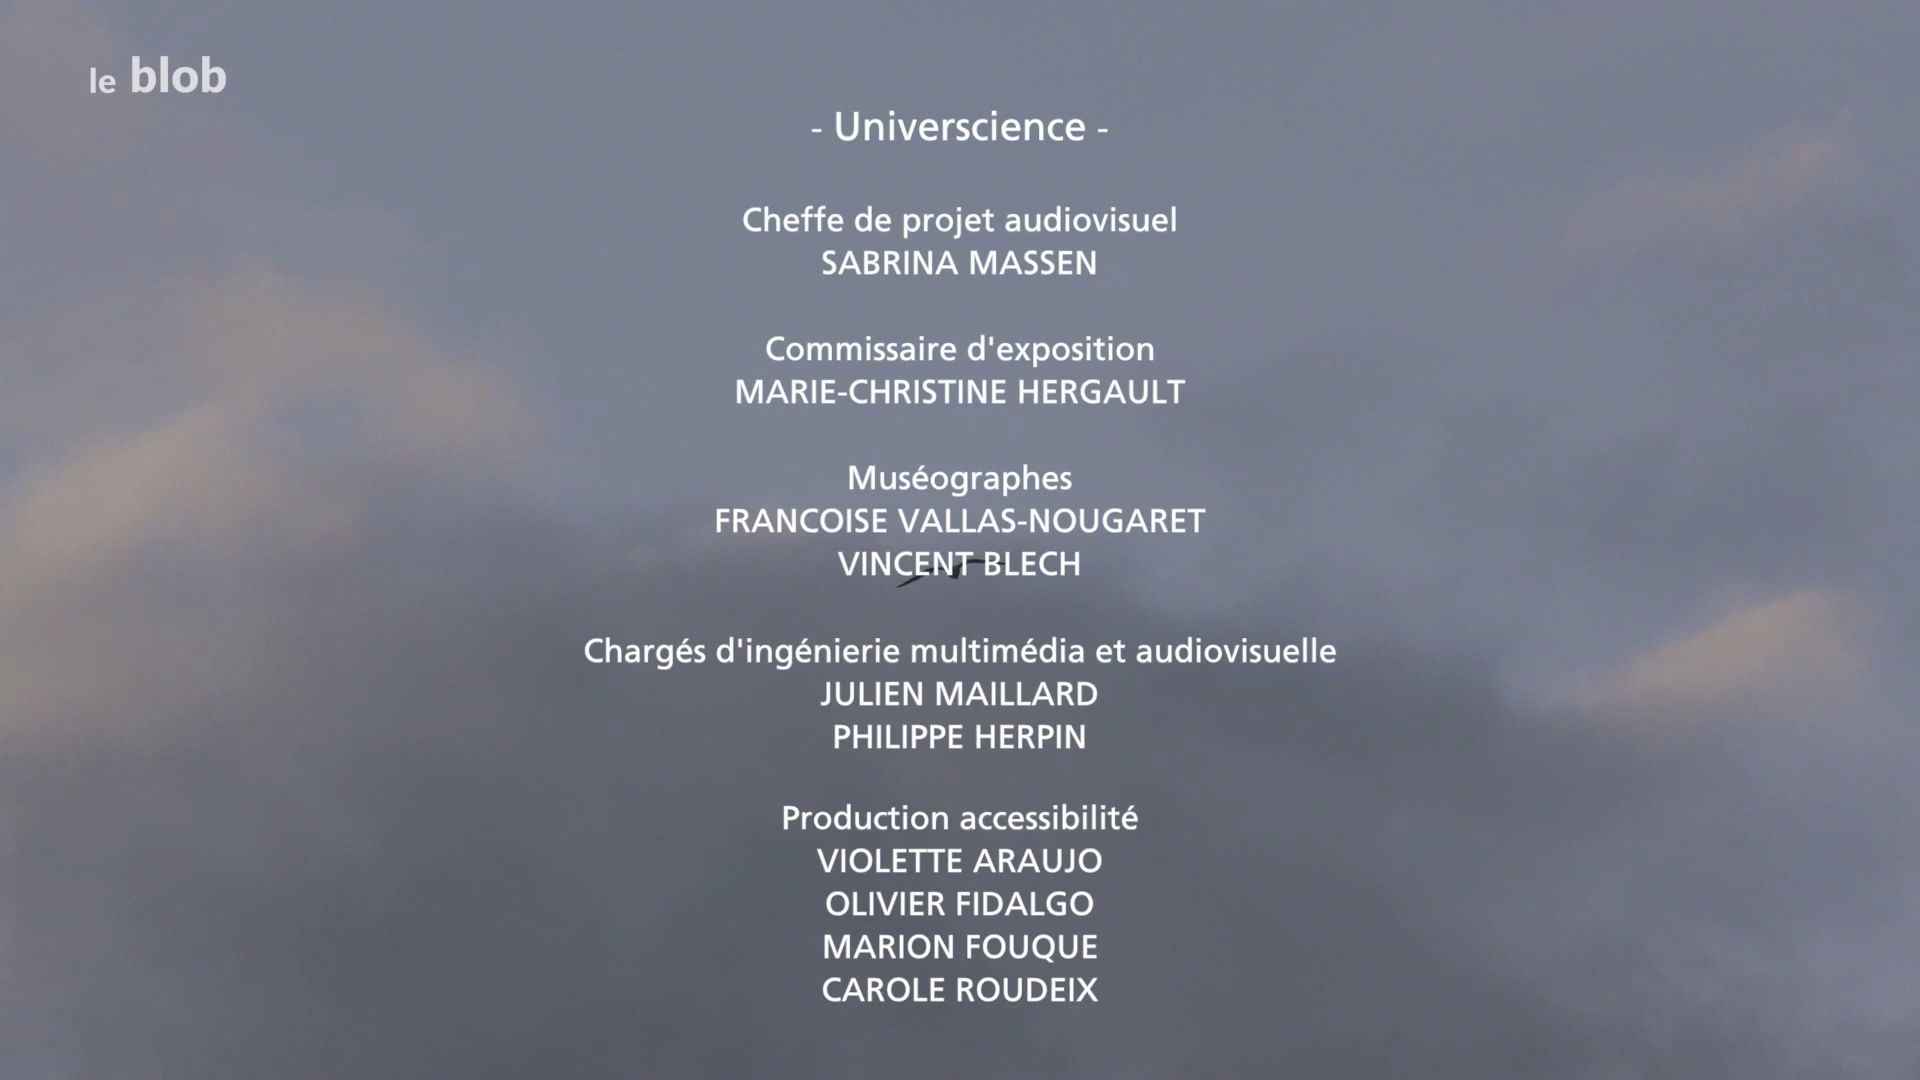 le blob
- Universcience -
Cheffe de projet audiovisuel
SABRINA MASSEN
Commissaire d'exposition
MARIE-CHRISTINE HERGAULT
Muséographes
FRANCOISE VALLAS-NOUGARET
VINCENT BLECH
Chargés d'ingénierie multimédia et audiovisuelle
JULIEN MAILLARD
PHILIPPE HERPIN
Production accessibilité
VIOLETTE ARAUJO
OLIVIER FIDALGO
MARION FOUQUE
CAROLE ROUDEIX